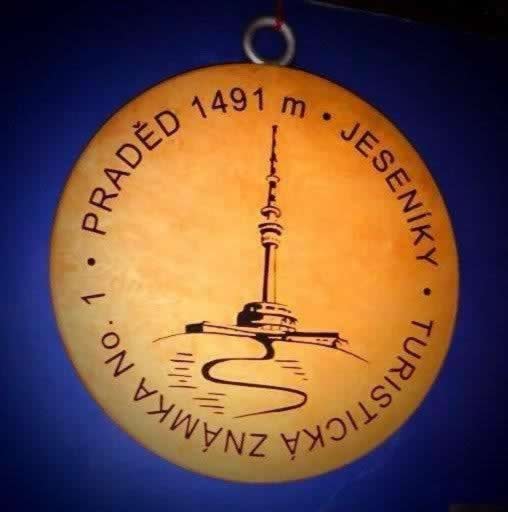 PRADĚD 1491 m • JESENÍKY • TURISTICKÁ ZNÁMKA No. 1 •